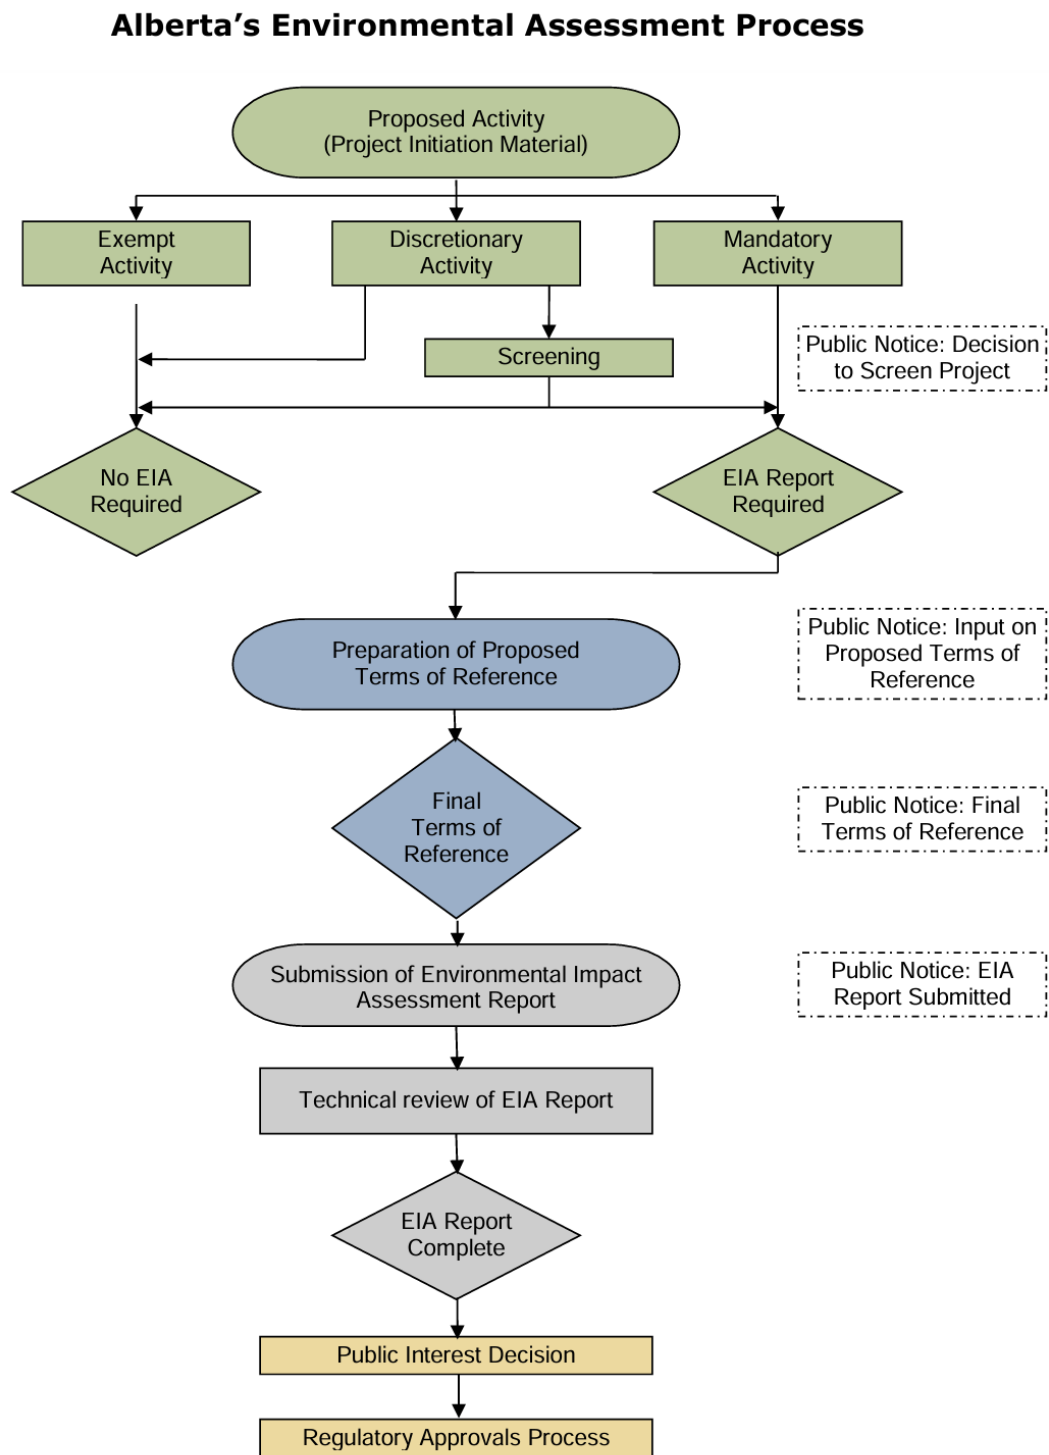 Alberta’s Environmental Assessment Process
Proposed Activity
(Project Initiation Material)
Exempt
Activity
Discretionary
Activity
Mandatory
Activity
Screening
Public Notice: Decision
to Screen Project
No EIA
Required
EIA Report
Required
Preparation of Proposed
Terms of Reference
Public Notice: Input on
Proposed Terms of
Reference
Final
Terms of
Reference
Public Notice: Final
Terms of Reference
Submission of Environmental Impact
Assessment Report
Public Notice: EIA
Report Submitted
Technical review of EIA Report
EIA Report
Complete
Public Interest Decision
Regulatory Approvals Process